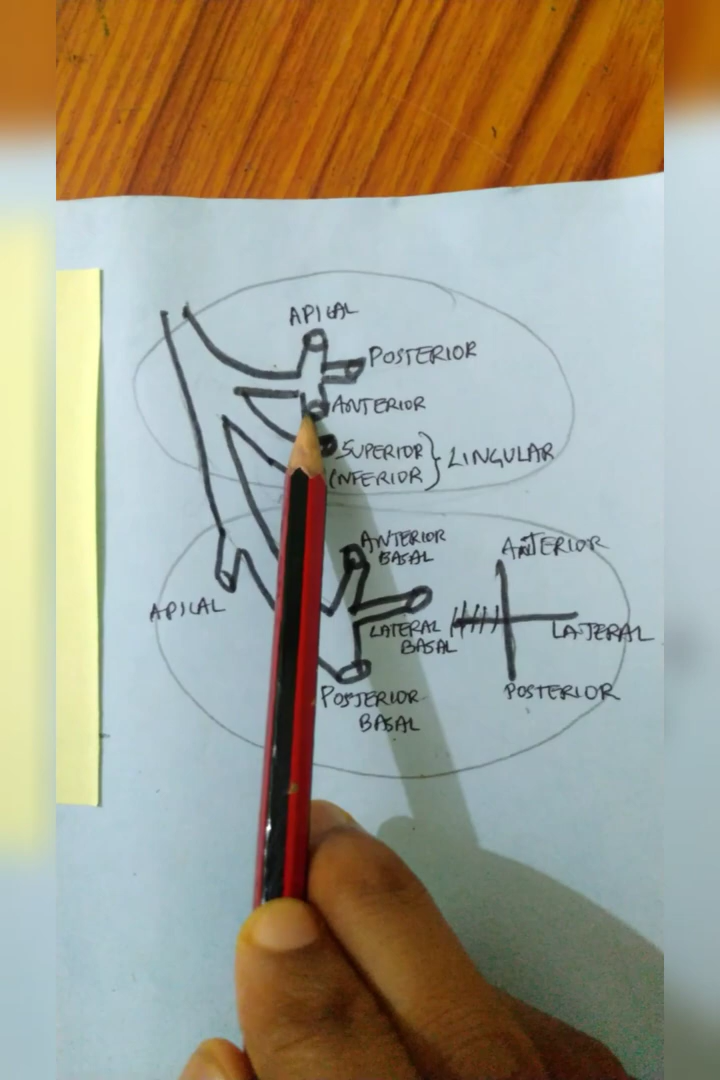 APICAL
POSTERIOR
ANTERIOR
SUPERIOR
INFERIOR
LINGULAR
ANTERIOR
BASAL
APICAL
LATERAL
BASAL
POSTERIOR
BASAL
ANTERIOR
LATERAL
POSTERIOR